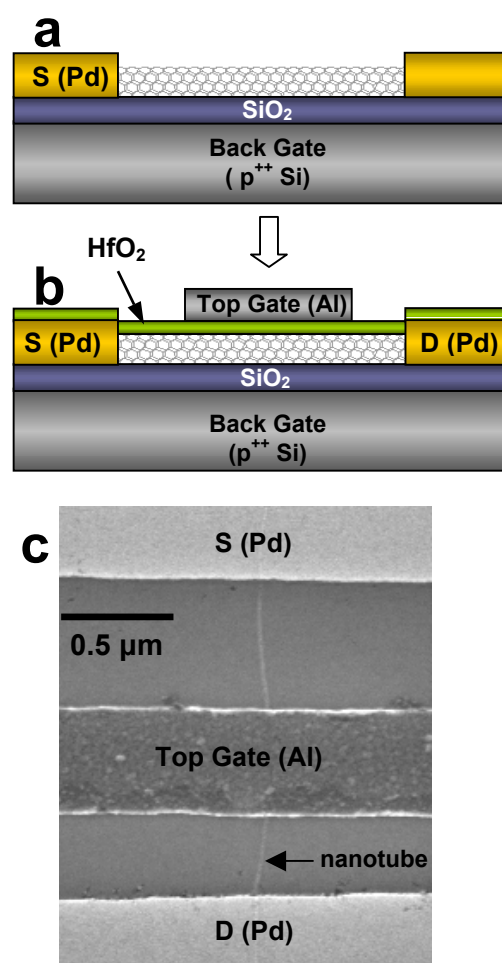 a
S (Pd)
SiO₂
Back Gate
( p⁺⁺ Si)
HfO₂
b
Top Gate (Al)
S (Pd)
D (Pd)
SiO₂
Back Gate
(p⁺⁺ Si)
c
S (Pd)
0.5 µm
Top Gate (Al)
nanotube
D (Pd)